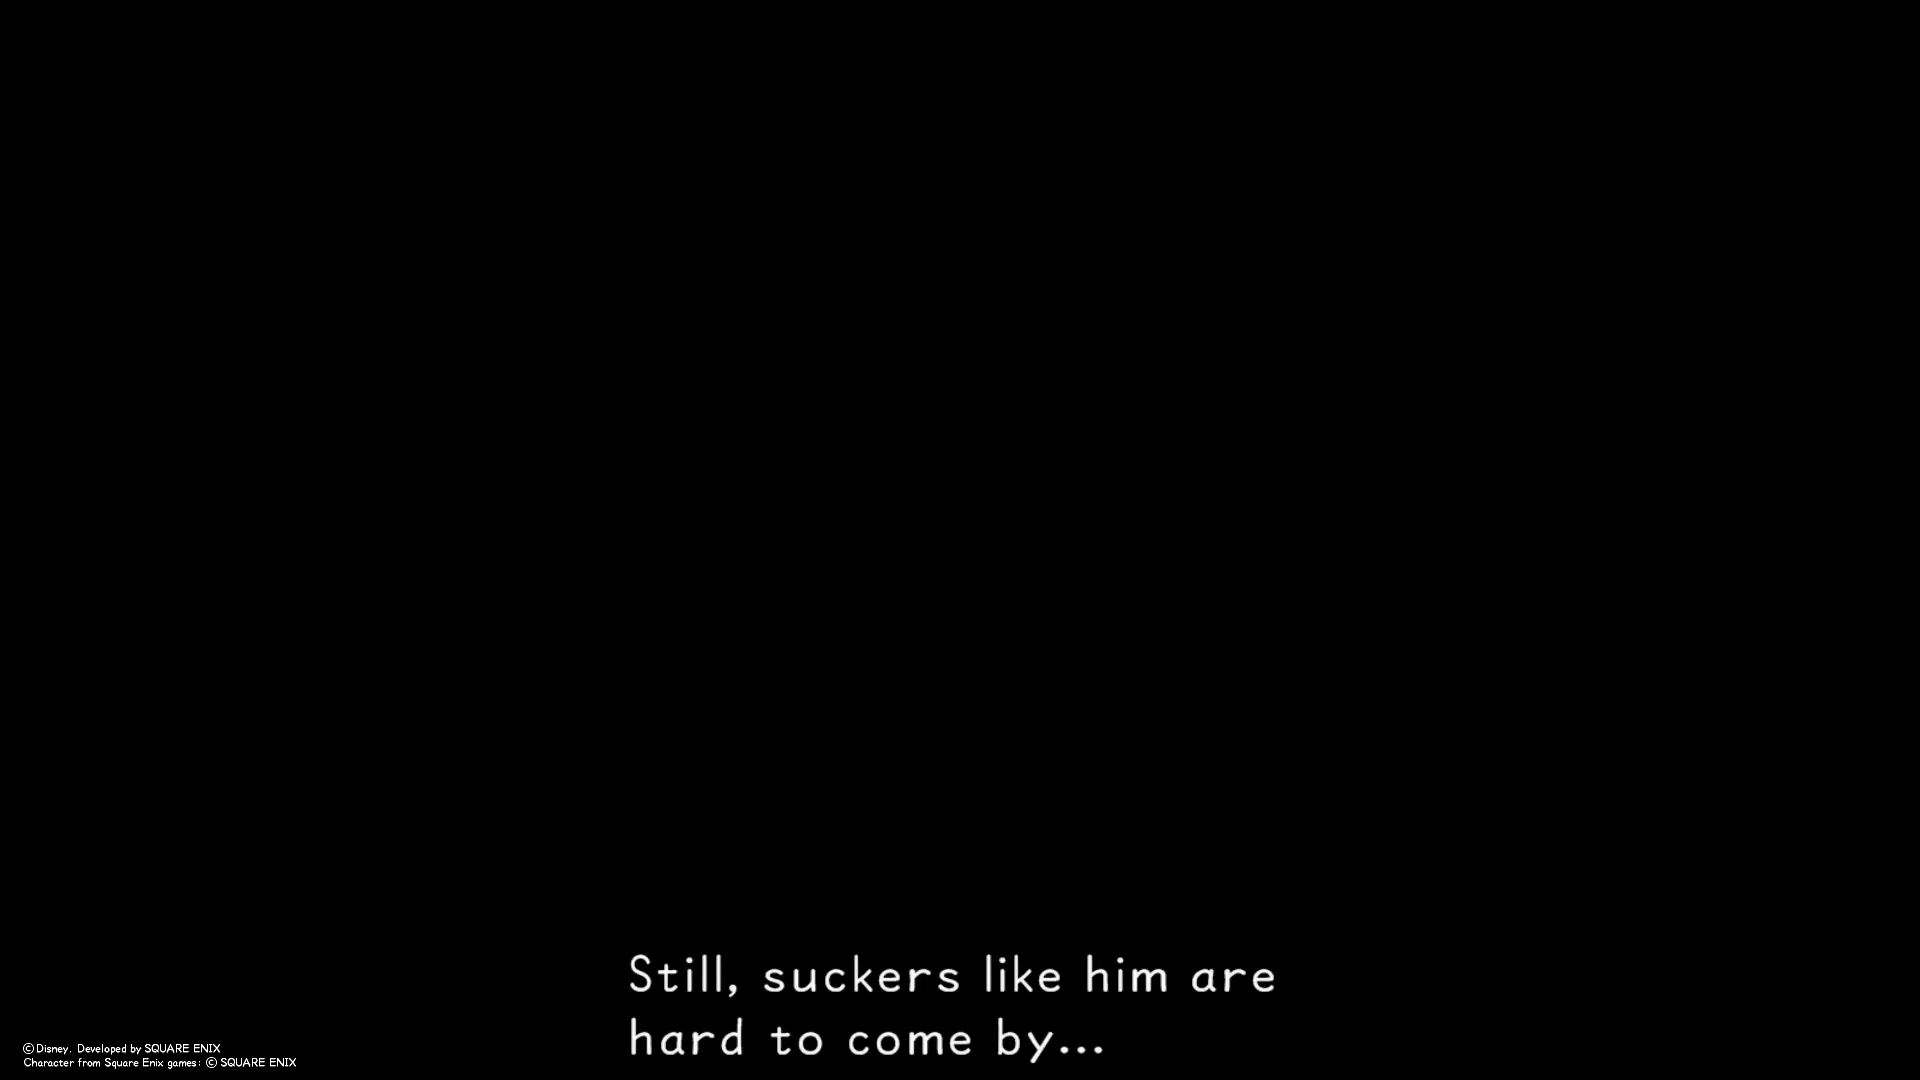 Still, suckers like him are
hard to come by...
©Disney. Developed by SQUARE ENIX
Character from Square Enix games: © SQUARE ENIX